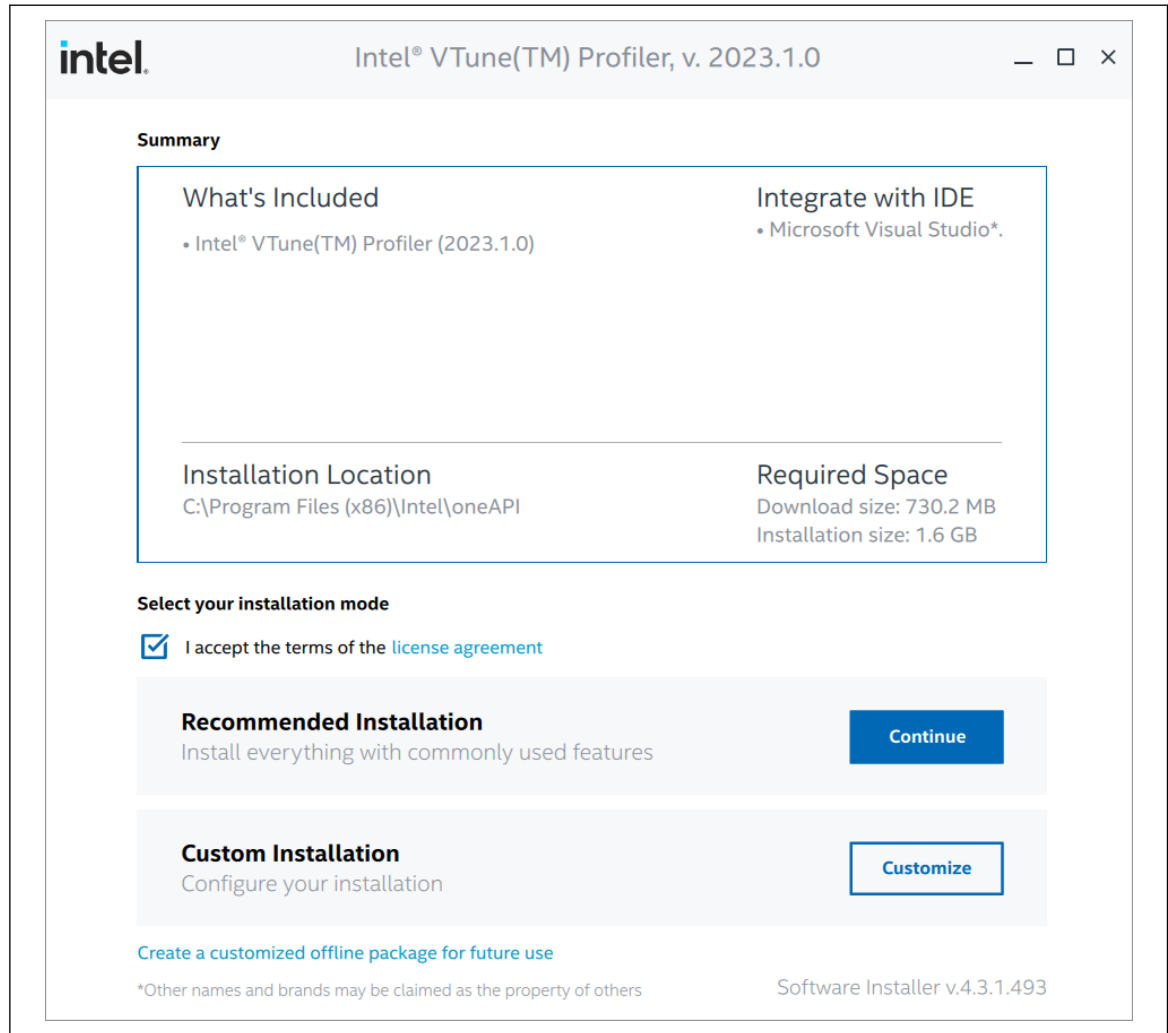 intel.
Intel® VTune(TM) Profiler, v. 2023.1.0
Summary
What's Included
• Intel® VTune(TM) Profiler (2023.1.0)
Integrate with IDE
• Microsoft Visual Studio*.
Installation Location
C:\Program Files (x86)\Intel\oneAPI
Required Space
Download size: 730.2 MB
Installation size: 1.6 GB
Select your installation mode
I accept the terms of the license agreement
Recommended Installation
Install everything with commonly used features
Continue
Custom Installation
Configure your installation
Customize
Create a customized offline package for future use
*Other names and brands may be claimed as the property of others
Software Installer v.4.3.1.493